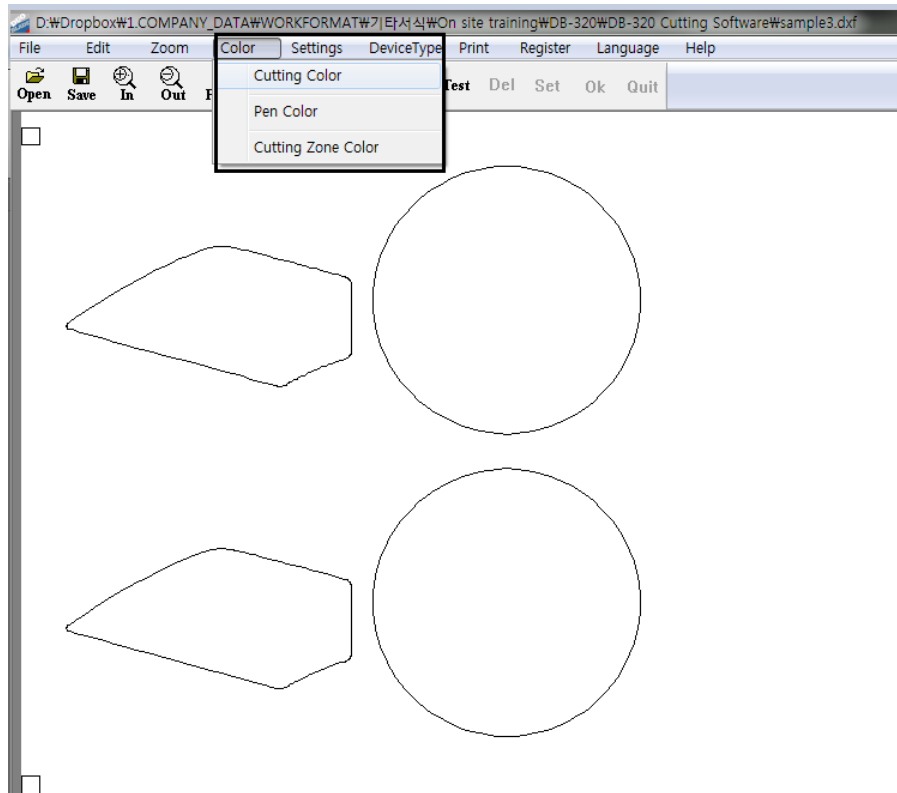 D:₩Dropbox₩1.COMPANY_DATA₩WORKFORMAT₩기타서식₩On site training₩DB-320₩DB-320 Cutting Software₩sample3.dxf
File Edit Zoom Color Settings DeviceType Print Register Language Help
Open Save In Out Test Del Set Ok Quit
Cutting Color
Pen Color
Cutting Zone Color